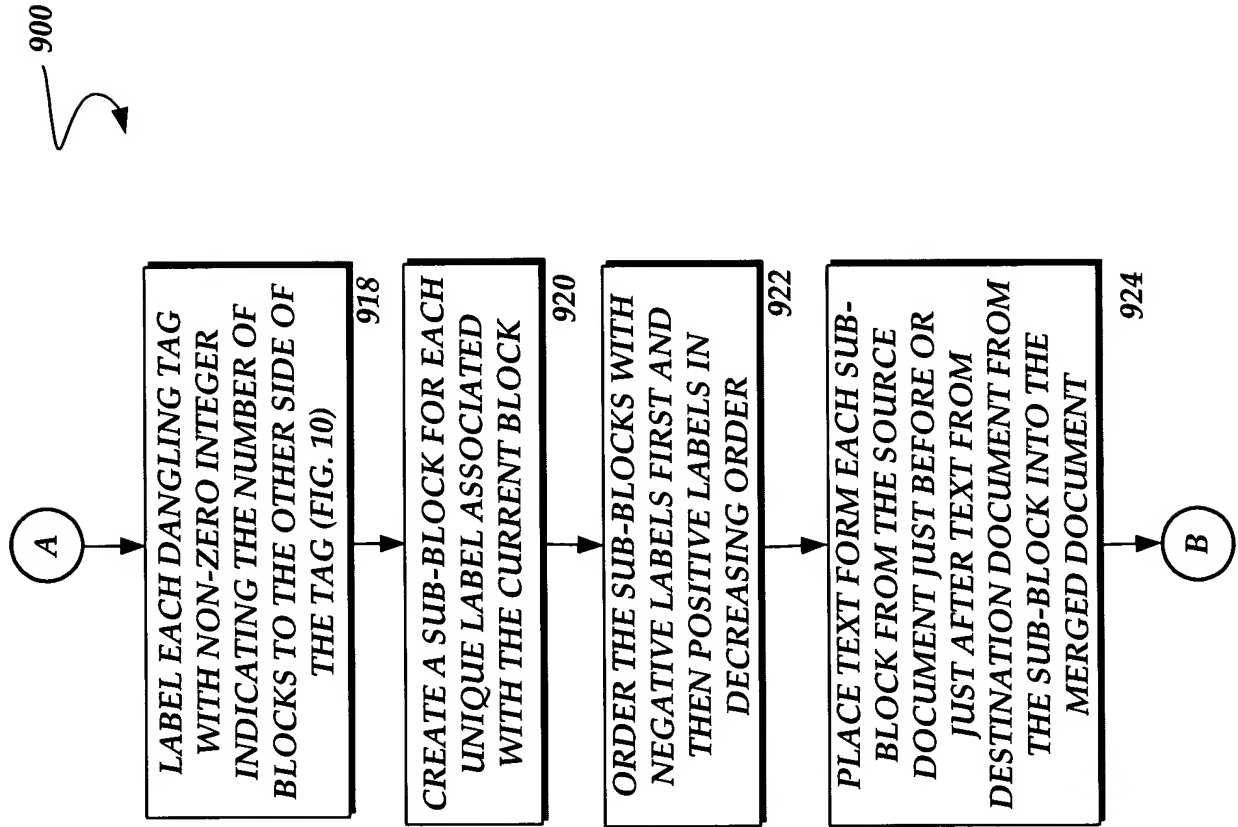 900
A
LABEL EACH DANGLING TAG
WITH NON-ZERO INTEGER
INDICATING THE NUMBER OF
BLOCKS TO THE OTHER SIDE OF
THE TAG (FIG. 10)
918
CREATE A SUB-BLOCK FOR EACH
UNIQUE LABEL ASSOCIATED
WITH THE CURRENT BLOCK
920
ORDER THE SUB-BLOCKS WITH
NEGATIVE LABELS FIRST AND
THEN POSITIVE LABELS IN
DECREASING ORDER
922
PLACE TEXT FORM EACH SUB-
BLOCK FROM THE SOURCE
DOCUMENT JUST BEFORE OR
JUST AFTER TEXT FROM
DESTINATION DOCUMENT FROM
THE SUB-BLOCK INTO THE
MERGED DOCUMENT
924
B